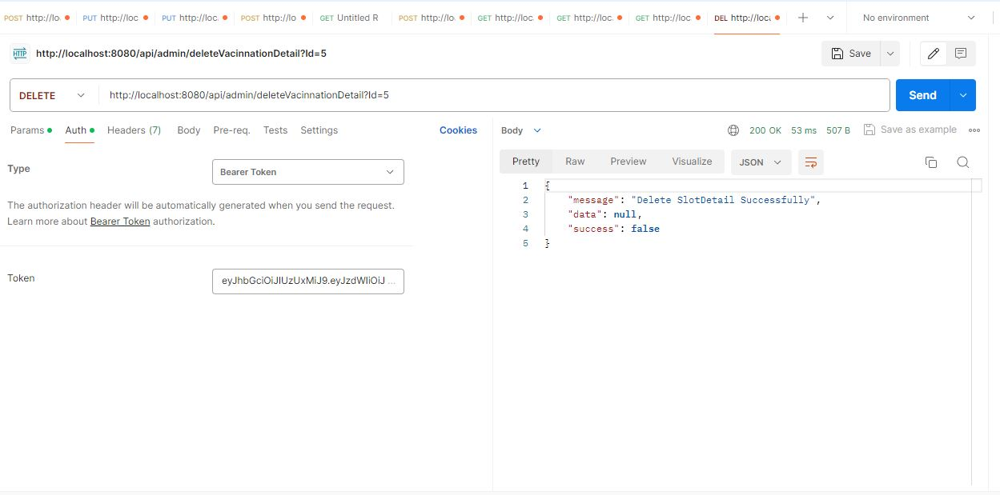 POST http://lo PUT http://loc PUT http://loc. POST http://lo GET Untitled R POST http://lo GET http://loc. GET http://loc. GET http://loc DEL http://loc No environment
HTTP http://localhost:8080/api/admin/deleteVacinnationDetail?Id=5 Save
DELETE http://localhost:8080/api/admin/deleteVacinnationDetail?Id=5 Send
Params Auth Headers (7) Body Pre-req. Tests Settings Cookies
Body 200 OK 53 ms 507 B Save as example
Type Bearer Token
The authorization header will be automatically generated when you send the request.
Learn more about Bearer Token authorization.
Token eyJhbGciOiJIUzUxMiJ9.eyJzdWIiOiJ ...
Pretty Raw Preview Visualize JSON
1 {
2 "message": "Delete SlotDetail Successfully",
3 "data": null,
4 "success": false
5 }